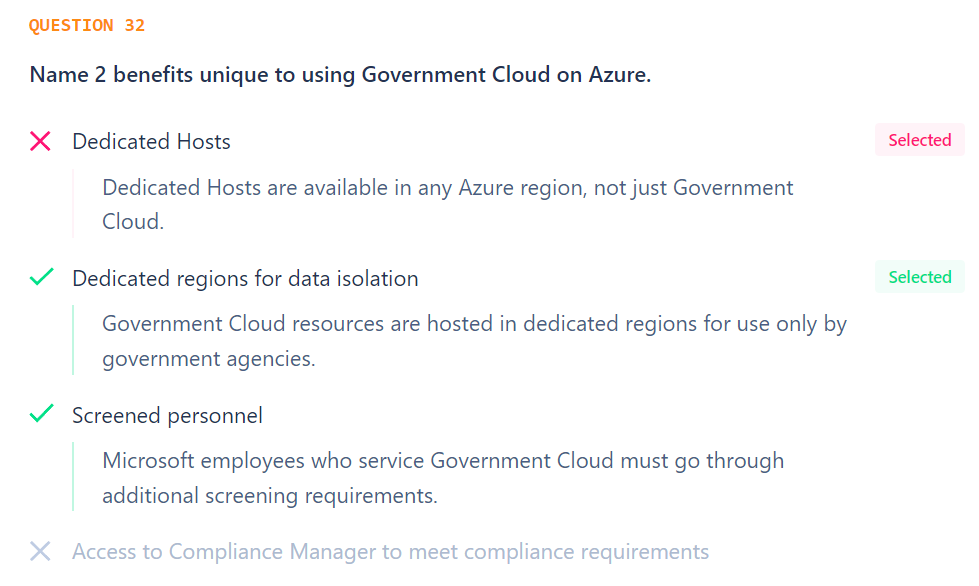 QUESTION 32
Name 2 benefits unique to using Government Cloud on Azure.
Dedicated Hosts
Selected
Dedicated Hosts are available in any Azure region, not just Government
Cloud.
Dedicated regions for data isolation
Selected
Government Cloud resources are hosted in dedicated regions for use only by
government agencies.
Screened personnel
Microsoft employees who service Government Cloud must go through
additional screening requirements.
Access to Compliance Manager to meet compliance requirements